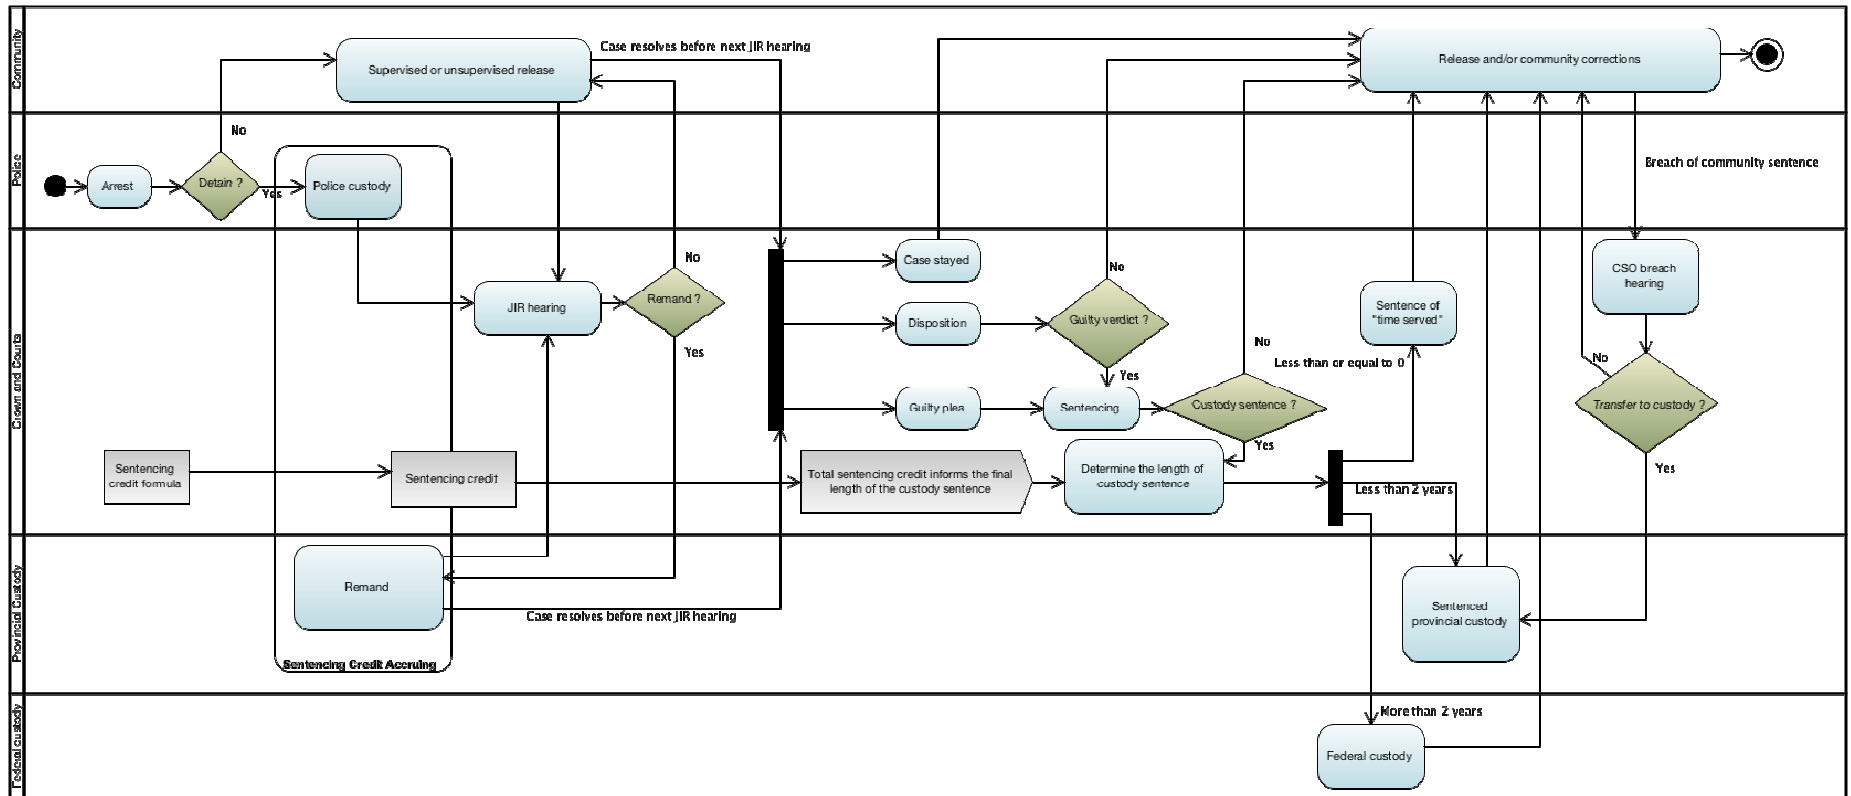 Community
Supervised or unsupervised release
Case resolves before next JIR hearing
Release and/or community corrections
Police
Arrest
Detain ?
No
Yes
Police custody
Breach of community sentence
Crown and Courts
JIR hearing
Remand ?
No
Yes
Case stayed
Disposition
Guilty plea
Guilty verdict ?
No
Yes
Sentencing
Custody sentence ?
No
Yes
Less than or equal to 0
Sentence of
"time served"
CSO breach
hearing
Transfer to custody ?
No
Yes
Sentencing
credit formula
Sentencing credit
Total sentencing credit informs the final
length of the custody sentence
Determine the length of
custody sentence
Less than 2 years
Provincial Custody
Remand
Case resolves before next JIR hearing
Sentencing Credit Accruing
Sentenced
provincial custody
Federal custody
More than 2 years
Federal custody